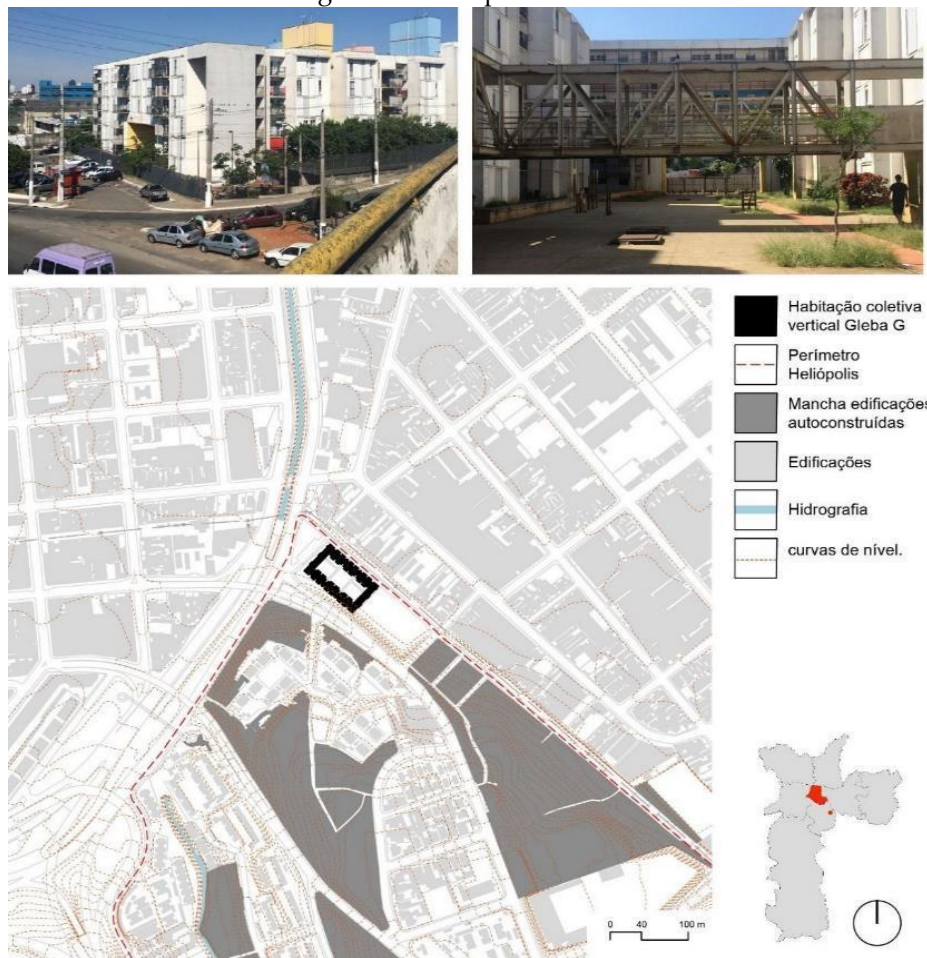 Habitação coletiva
vertical Gleba G
Perímetro
Heliópolis
Mancha edificações
autoconstruídas
Edificações
Hidrografia
curvas de nível.
0 40 100 m